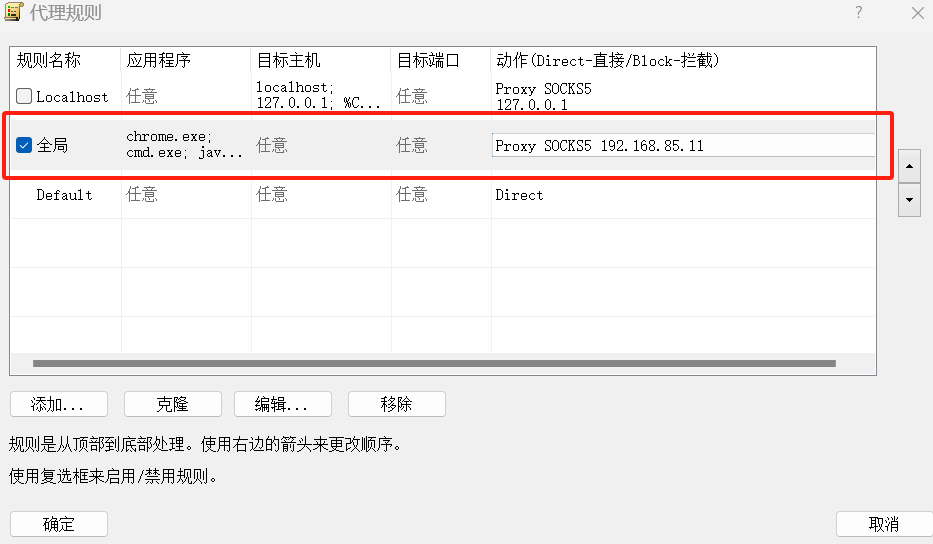 代理规则
规则名称 应用程序 目标主机 目标端口 动作(Direct-直接/Block-拦截)
Localhost 任意 localhost; 127.0.0.1; %C... 任意 Proxy SOCKS5 127.0.0.1
全局 chrome.exe; cmd.exe; jav... 任意 任意 Proxy SOCKS5 192.168.85.11
Default 任意 任意 任意 Direct
添加... 克隆 编辑... 移除
规则是从顶部到底部处理。使用右边的箭头来更改顺序。
使用复选框来启用/禁用规则。
确定 取消